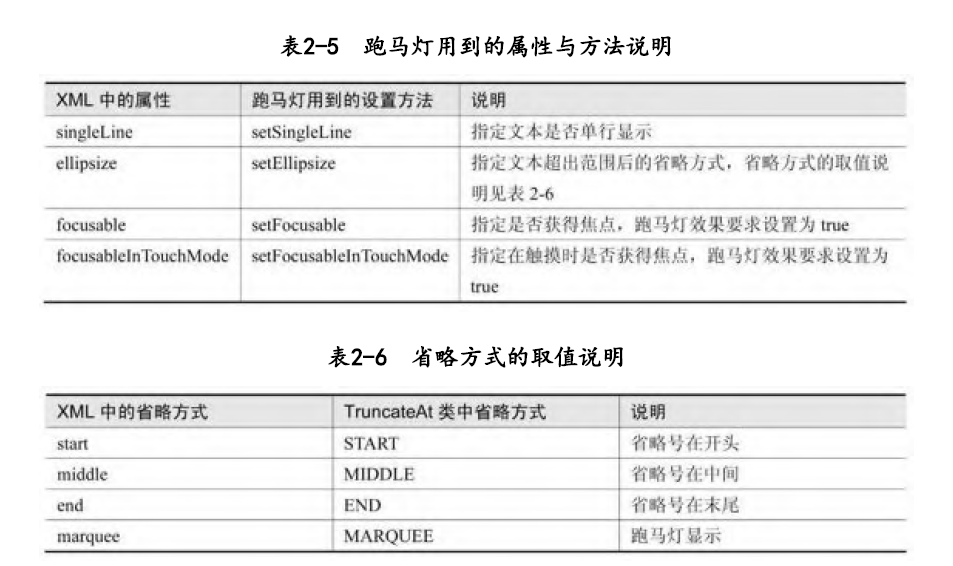 表2-5 跑马灯用到的属性与方法说明
XML 中的属性 跑马灯用到的设置方法 说明
singleLine setSingleLine 指定文本是否单行显示
ellipsize setEllipsize 指定文本超出范围后的省略方式，省略方式的取值说
明见表 2-6
focusable setFocusable 指定是否获得焦点，跑马灯效果要求设置为 true
focusableInTouchMode setFocusableInTouchMode 指定在触摸时是否获得焦点，跑马灯效果要求设置为
true
表2-6 省略方式的取值说明
XML 中的省略方式 TruncateAt 类中省略方式 说明
start START 省略号在开头
middle MIDDLE 省略号在中间
end END 省略号在末尾
marquee MARQUEE 跑马灯显示